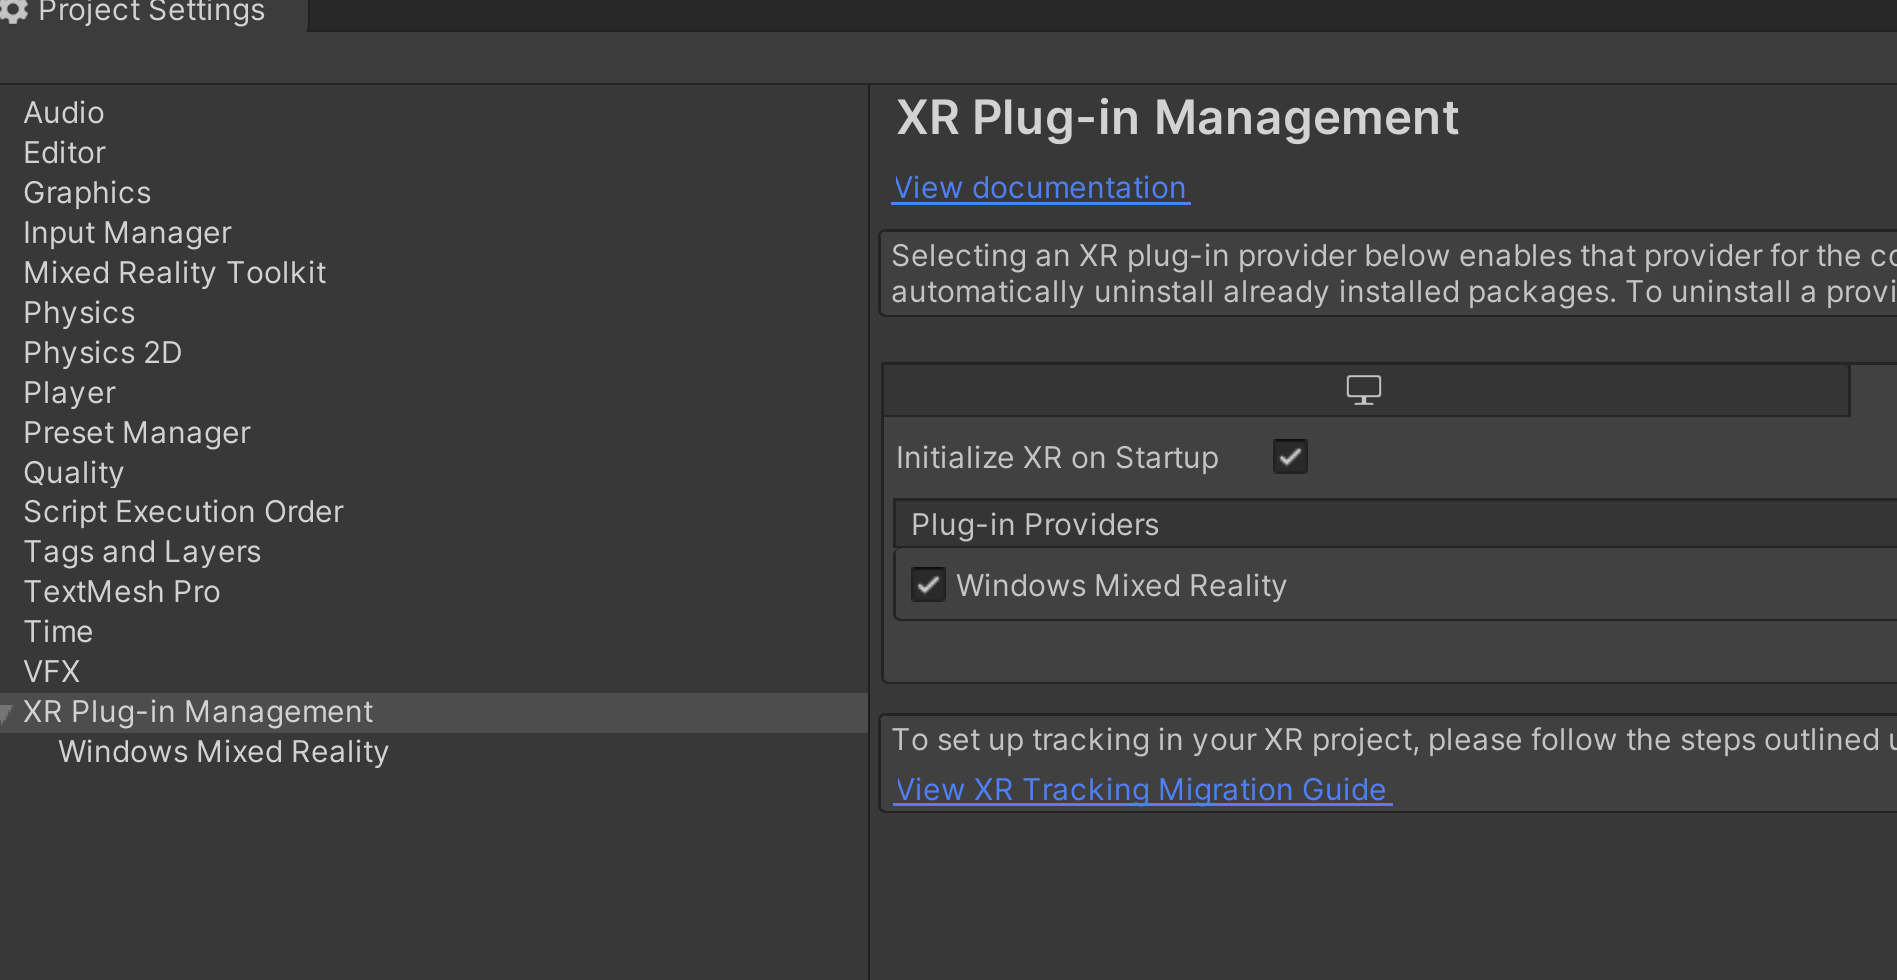 Project Settings
Audio
Editor
Graphics
Input Manager
Mixed Reality Toolkit
Physics
Physics 2D
Player
Preset Manager
Quality
Script Execution Order
Tags and Layers
TextMesh Pro
Time
VFX
XR Plug-in Management
Windows Mixed Reality
XR Plug-in Management
View documentation
Selecting an XR plug-in provider below enables that provider for the
automatically uninstall already installed packages. To uninstall a
Initialize XR on Startup
Plug-in Providers
Windows Mixed Reality
To set up tracking in your XR project, please follow the steps outlined
View XR Tracking Migration Guide